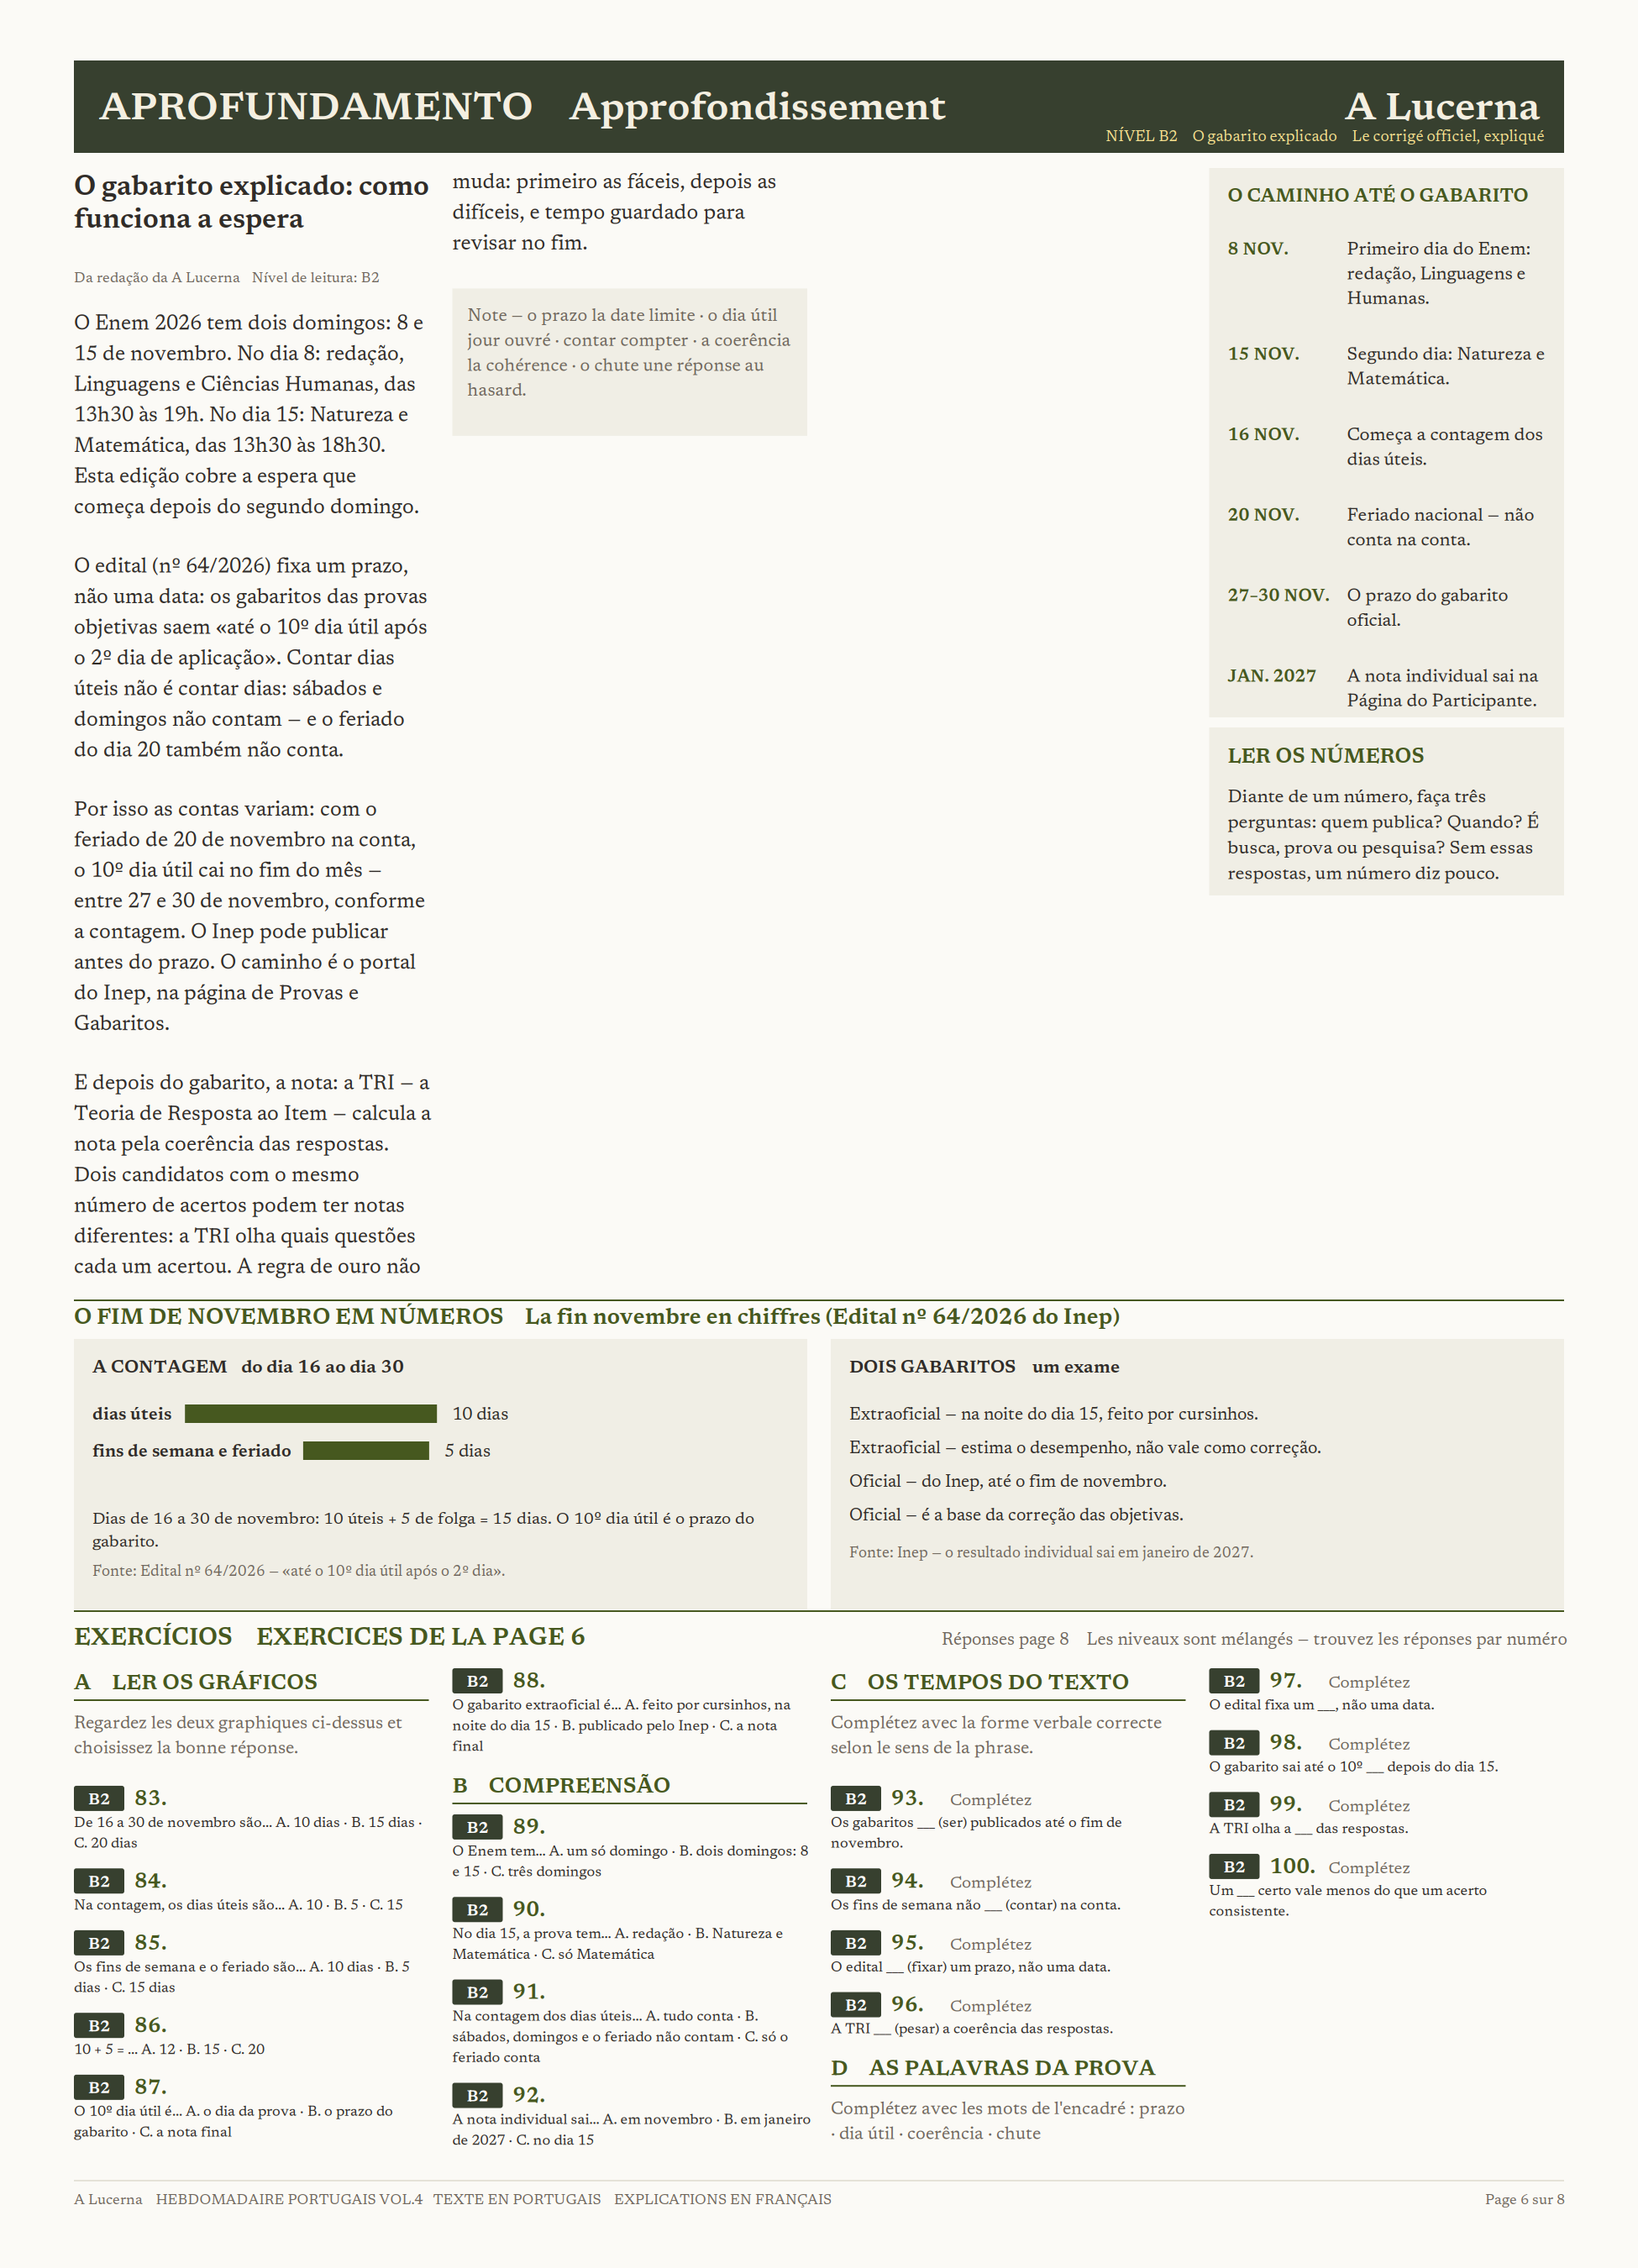 APROFUNDAMENTO Approfondissement
A Lucerna
NÍVEL B2 O gabarito explicado Le corrigé officiel, expliqué
O gabarito explicado: como
funciona a espera
Da redação da A Lucerna Nível de leitura: B2
O Enem 2026 tem dois domingos: 8 e
15 de novembro. No dia 8: redação,
Linguagens e Ciências Humanas, das
13h30 às 19h. No dia 15: Natureza e
Matemática, das 13h30 às 18h30.
Esta edição cobre a espera que
começa depois do segundo domingo.
O edital (nº 64/2026) fixa um prazo,
não uma data: os gabaritos das provas
objetivas saem «até o 10º dia útil após
o 2º dia de aplicação». Contar dias
úteis não é contar dias: sábados e
domingos não contam – e o feriado
do dia 20 também não conta.
Por isso as contas variam: com o
feriado de 20 de novembro na conta,
o 10º dia útil cai no fim do mês –
entre 27 e 30 de novembro, conforme
a contagem. O Inep pode publicar
antes do prazo. O caminho é o portal
do Inep, na página de Provas e
Gabaritos.
E depois do gabarito, a nota: a TRI – a
Teoria de Resposta ao Item – calcula a
nota pela coerência das respostas.
Dois candidatos com o mesmo
número de acertos podem ter notas
diferentes: a TRI olha quais questões
cada um acertou. A regra de ouro não
muda: primeiro as fáceis, depois as
difíceis, e tempo guardado para
revisar no fim.
Note – o prazo la date limite · o dia útil
jour ouvré · contar compter · a coerência
la cohérence · o chute une réponse au
hasard.
O CAMINHO ATÉ O GABARITO
8 NOV. Primeiro dia do Enem:
redação, Linguagens e
Humanas.
15 NOV. Segundo dia: Natureza e
Matemática.
16 NOV. Começa a contagem dos
dias úteis.
20 NOV. Feriado nacional – não
conta na conta.
27–30 NOV. O prazo do gabarito
oficial.
JAN. 2027 A nota individual sai na
Página do Participante.
LER OS NÚMEROS
Diante de um número, faça três
perguntas: quem publica? Quando? É
busca, prova ou pesquisa? Sem essas
respostas, um número diz pouco.
O FIM DE NOVEMBRO EM NÚMEROS La fin novembre en chiffres (Edital nº 64/2026 do Inep)
A CONTAGEM do dia 16 ao dia 30
dias úteis 10 dias
fins de semana e feriado 5 dias
Dias de 16 a 30 de novembro: 10 úteis + 5 de folga = 15 dias. O 10º dia útil é o prazo do
gabarito.
Fonte: Edital nº 64/2026 – «até o 10º dia útil após o 2º dia».
DOIS GABARITOS um exame
Extraoficial – na noite do dia 15, feito por cursinhos.
Extraoficial – estima o desempenho, não vale como correção.
Oficial – do Inep, até o fim de novembro.
Oficial – é a base da correção das objetivas.
Fonte: Inep – o resultado individual sai em janeiro de 2027.
EXERCÍCIOS EXERCICES DE LA PAGE 6
Réponses page 8 Les niveaux sont mélangés – trouvez les réponses par numéro
A LER OS GRÁFICOS
Regardez les deux graphiques ci-dessus et
choisissez la bonne réponse.
B2 83.
De 16 a 30 de novembro são... A. 10 dias · B. 15 dias ·
C. 20 dias
B2 84.
Na contagem, os dias úteis são... A. 10 · B. 5 · C. 15
B2 85.
Os fins de semana e o feriado são... A. 10 dias · B. 5
dias · C. 15 dias
B2 86.
10 + 5 = ... A. 12 · B. 15 · C. 20
B2 87.
O 10º dia útil é... A. o dia da prova · B. o prazo do
gabarito · C. a nota final
B2 88.
O gabarito extraoficial é... A. feito por cursinhos, na
noite do dia 15 · B. publicado pelo Inep · C. a nota
final
B COMPREENSÃO
B2 89.
O Enem tem... A. um só domingo · B. dois domingos: 8
e 15 · C. três domingos
B2 90.
No dia 15, a prova tem... A. redação · B. Natureza e
Matemática · C. só Matemática
B2 91.
Na contagem dos dias úteis... A. tudo conta · B.
sábados, domingos e o feriado não contam · C. só o
feriado conta
B2 92.
A nota individual sai... A. em novembro · B. em janeiro
de 2027 · C. no dia 15
C OS TEMPOS DO TEXTO
Complétez avec la forme verbale correcte
selon le sens de la phrase.
B2 93. Complétez
Os gabaritos ___ (ser) publicados até o fim de
novembro.
B2 94. Complétez
Os fins de semana não ___ (contar) na conta.
B2 95. Complétez
O edital ___ (fixar) um prazo, não uma data.
B2 96. Complétez
A TRI ___ (pesar) a coerência das respostas.
D AS PALAVRAS DA PROVA
Complétez avec les mots de l'encadré : prazo
· dia útil · coerência · chute
B2 97. Complétez
O edital fixa um ___, não uma data.
B2 98. Complétez
O gabarito sai até o 10º ___ depois do dia 15.
B2 99. Complétez
A TRI olha a ___ das respostas.
B2 100. Complétez
Um ___ certo vale menos do que um acerto
consistente.
A Lucerna HEBDOMADAIRE PORTUGAIS VOL.4 TEXTE EN PORTUGAIS EXPLICATIONS EN FRANÇAIS
Page 6 sur 8